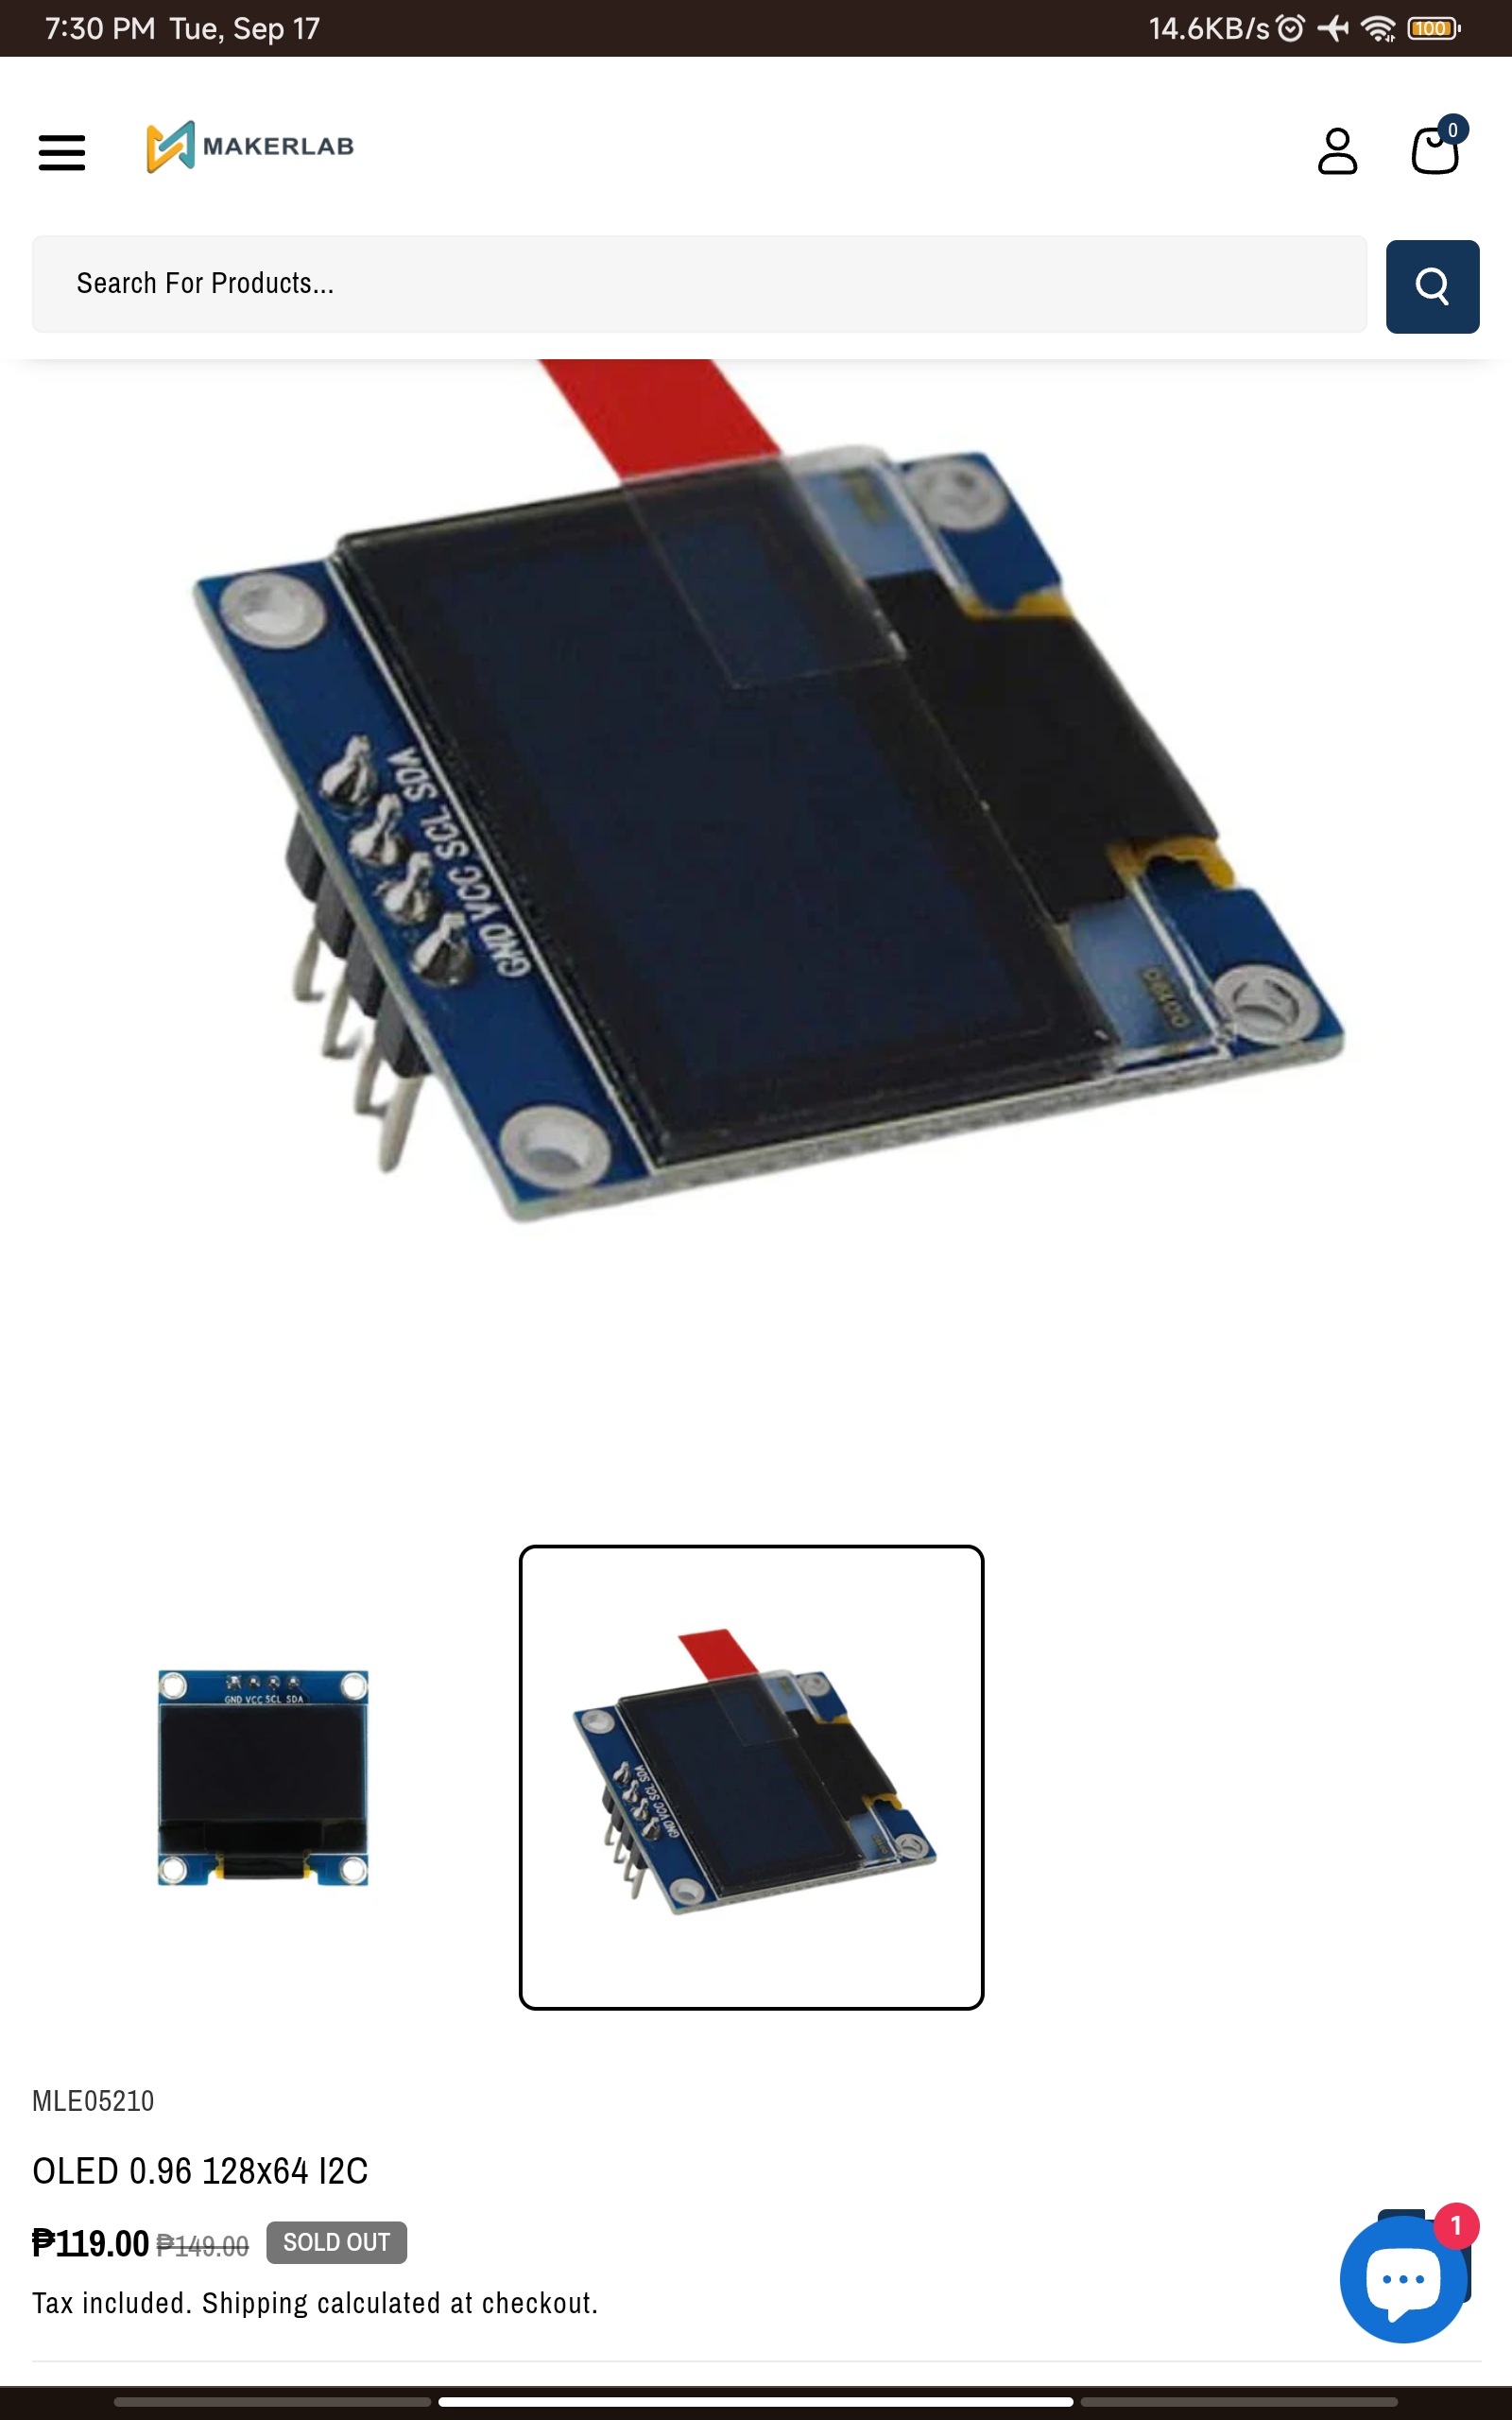 7:30 PM Tue, Sep 17
14.6KB/s
100
MAKERLAB
0
Search For Products...
SDA
SCL
VCC
GND
GND VCC SCL SDA
GND VCC SCL SDA
MLE05210
OLED 0.96 128x64 I2C
₱119.00 ₱149.00 SOLD OUT
1
Tax included. Shipping calculated at checkout.